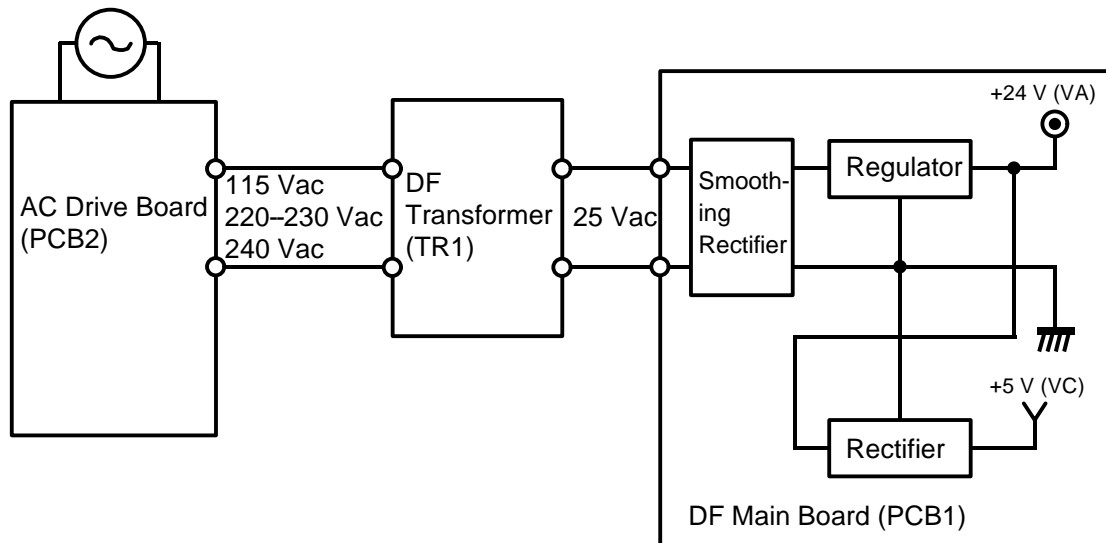 +24 V (VA)
Regulator
Smooth-
ing
Rectifier
115 Vac
220--230 Vac
240 Vac
DF
Transformer
(TR1)
25 Vac
AC Drive Board
(PCB2)
+5 V (VC)
Rectifier
DF Main Board (PCB1)